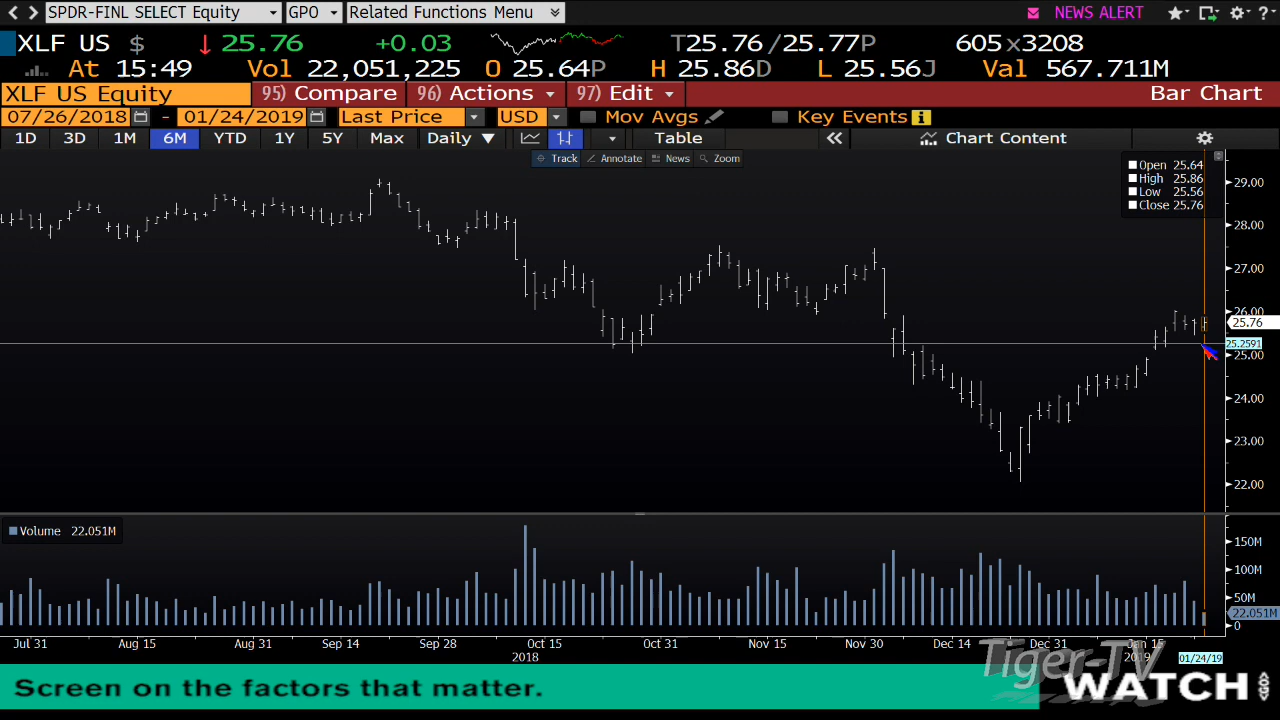 SPDR-FINL SELECT Equity GPO Related Functions Menu NEWS ALERT ?
XLF US $ ↓ 25.76 +0.03 T25.76/25.77P 605x3208
At 15:49 Vol 22,051,225 O 25.64P H 25.86D L 25.56J Val 567.711M
XLF US Equity 95) Compare 96) Actions 97) Edit Bar Chart
07/26/2018 - 01/24/2019 Last Price USD Mov Avgs Key Events i
1D 3D 1M 6M YTD 1Y 5Y Max Daily ▼ Table « Chart Content
Track Annotate News Zoom
Open 25.64
High 25.86
Low 25.56
Close 25.76
29.00
28.00
27.00
26.00
25.76
25.2591
25.00
24.00
23.00
22.00
Volume 22.051M
150M
100M
50M
22.051M
0
Jul 31 Aug 15 Aug 31 Sep 14 Sep 28 Oct 15 Oct 31 Nov 15 Nov 30 Dec 14 Dec 31 Jan 15
2018 2019 01/24/19
Tiger-TV
Screen on the factors that matter.
WATCH